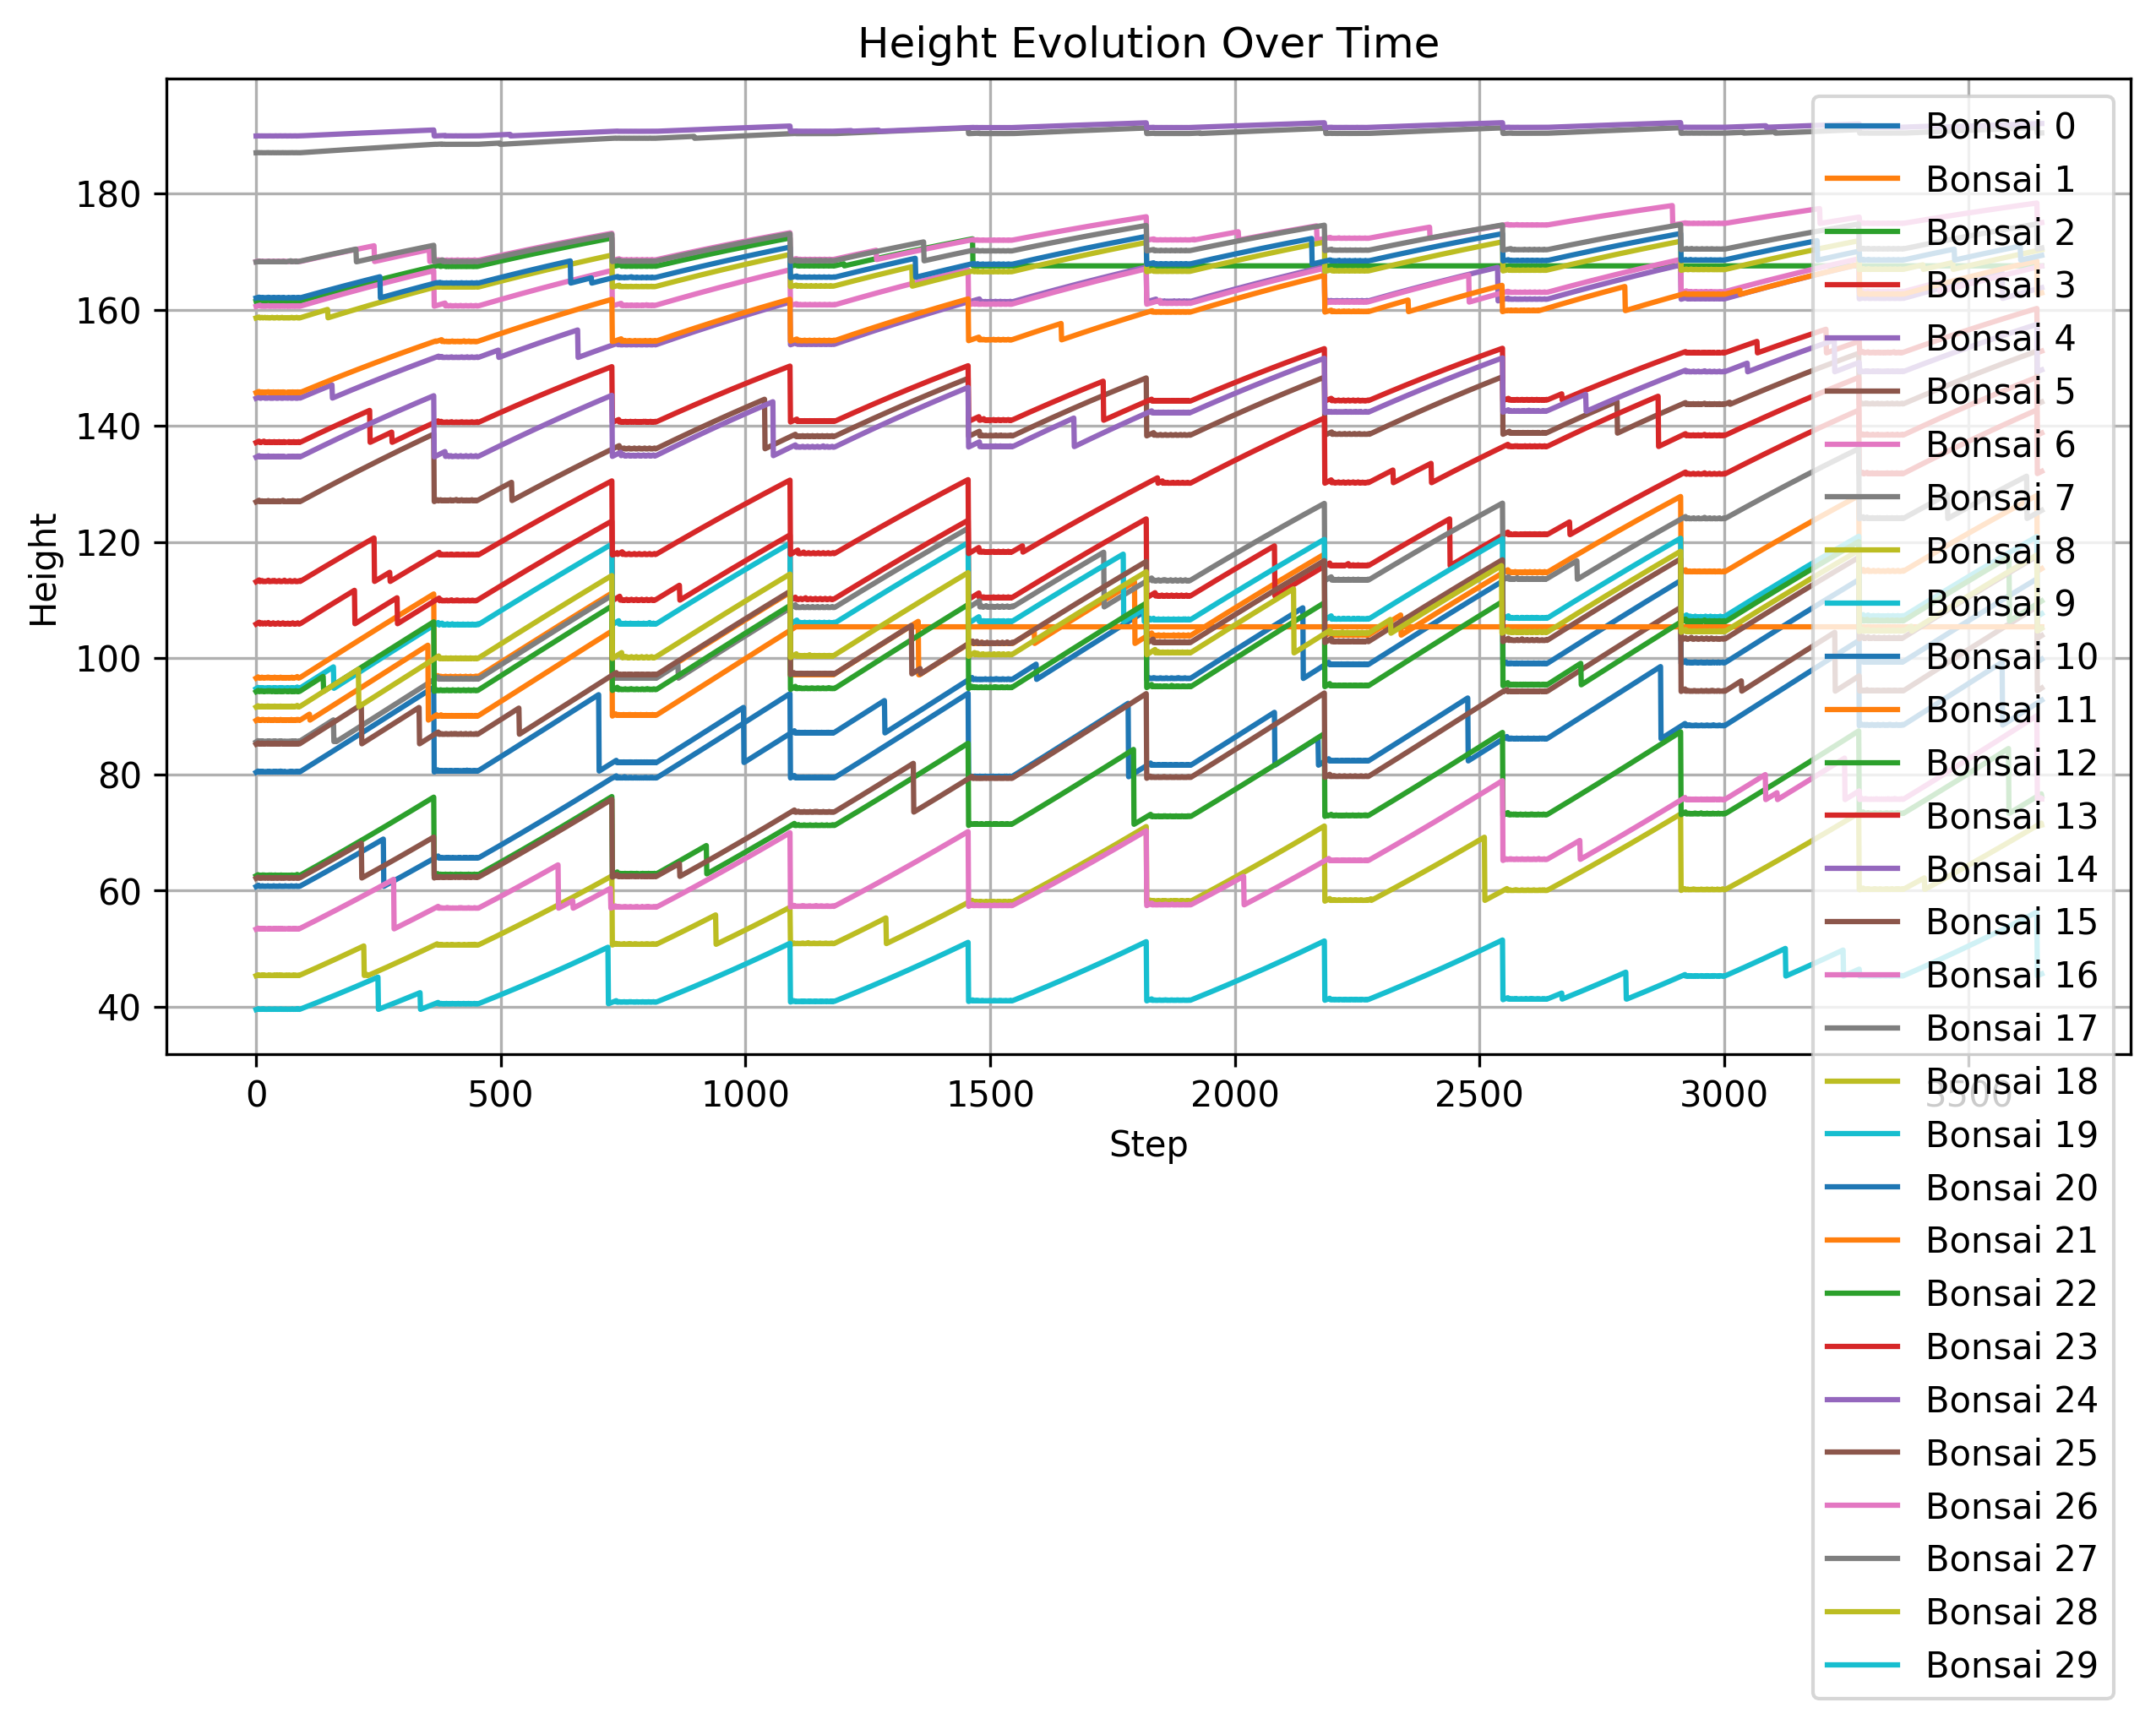 Height Evolution Over Time
Height
180
160
140
120
100
80
60
40
0
500
1000
1500
2000
2500
3000
3500
Step
Bonsai 0
Bonsai 1
Bonsai 2
Bonsai 3
Bonsai 4
Bonsai 5
Bonsai 6
Bonsai 7
Bonsai 8
Bonsai 9
Bonsai 10
Bonsai 11
Bonsai 12
Bonsai 13
Bonsai 14
Bonsai 15
Bonsai 16
Bonsai 17
Bonsai 18
Bonsai 19
Bonsai 20
Bonsai 21
Bonsai 22
Bonsai 23
Bonsai 24
Bonsai 25
Bonsai 26
Bonsai 27
Bonsai 28
Bonsai 29